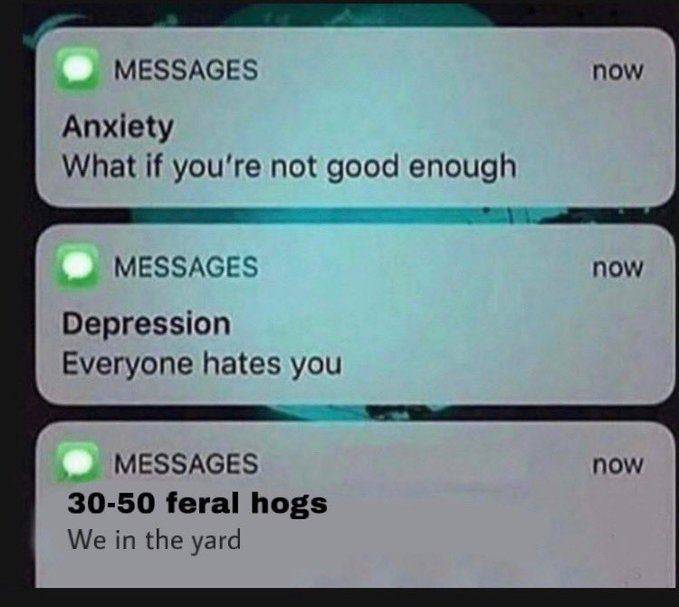 MESSAGES now
Anxiety
What if you're not good enough
MESSAGES now
Depression
Everyone hates you
MESSAGES now
30-50 feral hogs
We in the yard